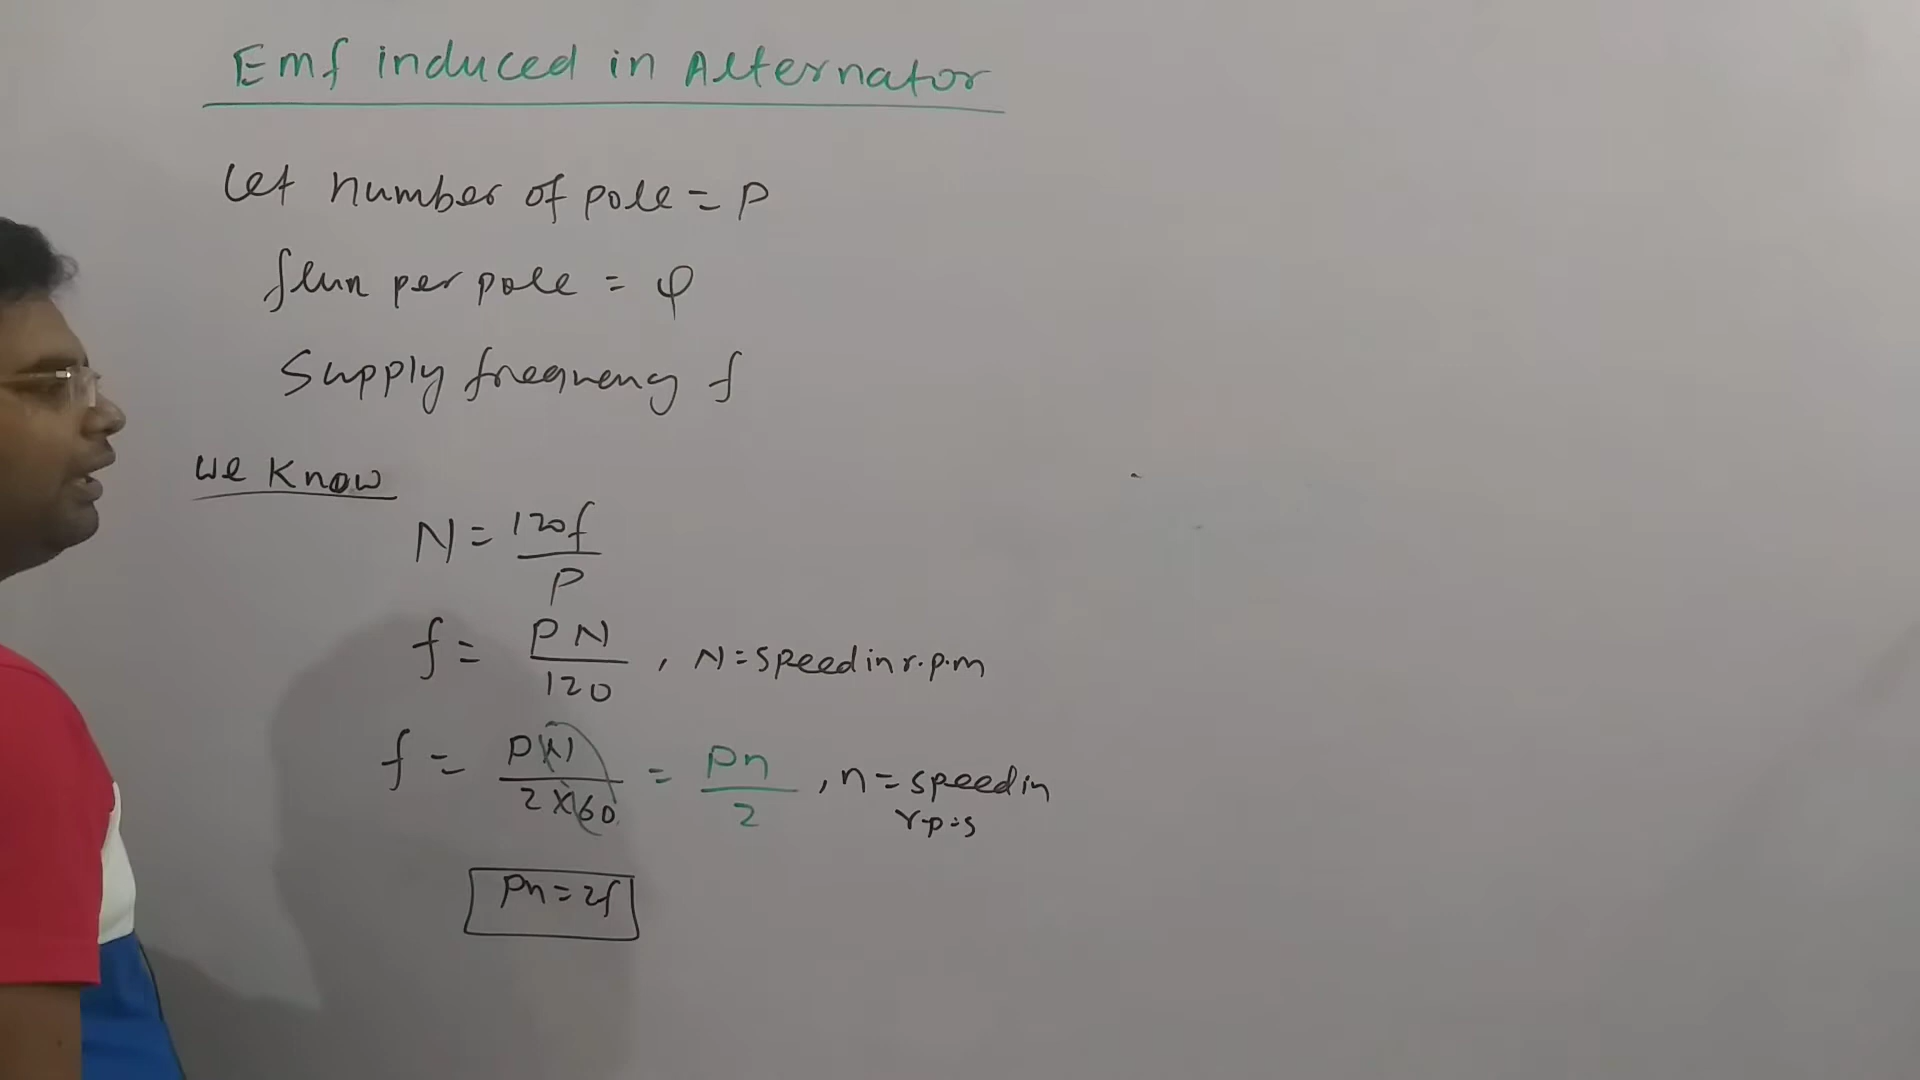 Emf induced in Alternator
let number of pole = P
flux per pole = φ
Supply frequency f
We Know
N = 120f / P
f = PN / 120 , N = speed in r.p.m
f = PN / 2×60 = Pn / 2 , n = speed in r.p.s
Pn = 2f